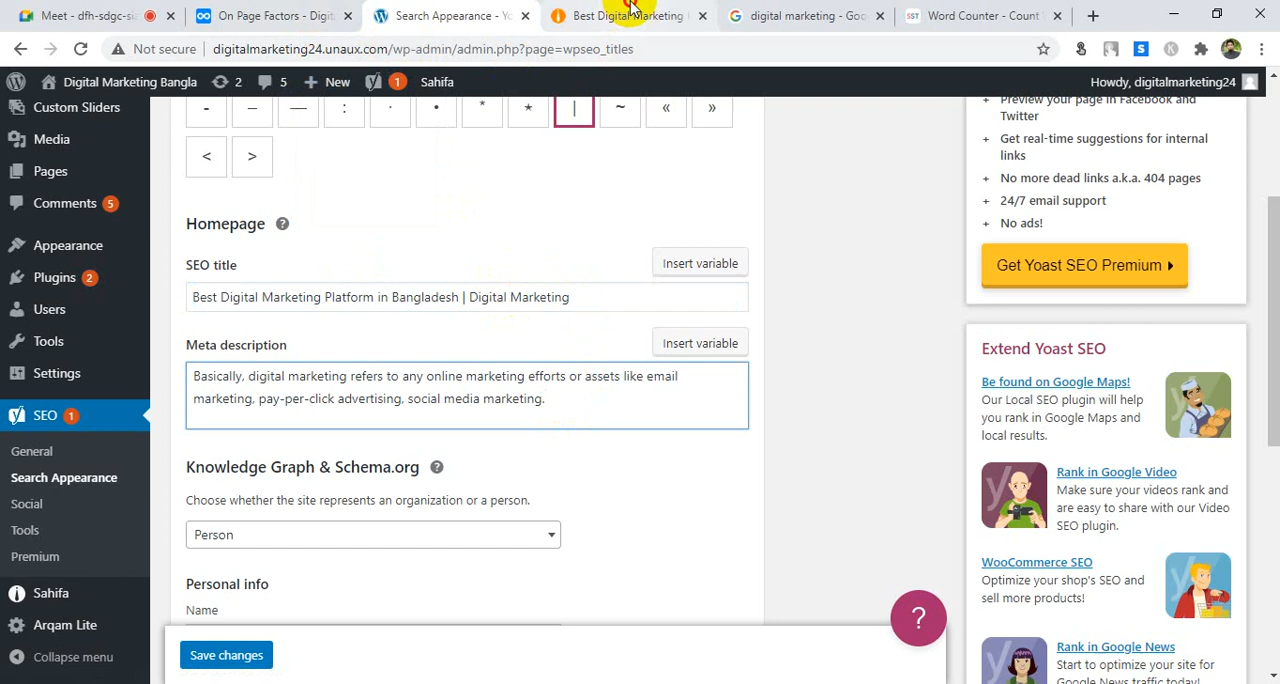 Meet - dfh-sdgc-sia
On Page Factors - Digit
Search Appearance - Yo
Best Digital Marketing
digital marketing - Goo
Word Counter - Count
Not secure
digitalmarketing24.unaux.com/wp-admin/admin.php?page=wpseo_titles
Digital Marketing Bangla
2
5
New
1
Sahifa
Howdy, digitalmarketing24
Custom Sliders
Media
Pages
Comments 5
Appearance
Plugins 2
Users
Tools
Settings
SEO 1
General
Search Appearance
Social
Tools
Premium
Sahifa
Arqam Lite
Collapse menu
- – — : · • * ⋆ | ~ « »
< >
Homepage ?
SEO title
Insert variable
Best Digital Marketing Platform in Bangladesh | Digital Marketing
Meta description
Insert variable
Basically, digital marketing refers to any online marketing efforts or assets like email
marketing, pay-per-click advertising, social media marketing.
Knowledge Graph & Schema.org ?
Choose whether the site represents an organization or a person.
Person
Personal info
Name
Save changes
?
+ Preview your page in Facebook and
Twitter
+ Get real-time suggestions for internal
links
+ No more dead links a.k.a. 404 pages
+ 24/7 email support
+ No ads!
Get Yoast SEO Premium
Extend Yoast SEO
Be found on Google Maps!
Our Local SEO plugin will help
you rank in Google Maps and
local results.
Rank in Google Video
Make sure your videos rank and
are easy to share with our Video
SEO plugin.
WooCommerce SEO
Optimize your shop's SEO and
sell more products!
Rank in Google News
Start to optimize your site for
Google News traffic today!